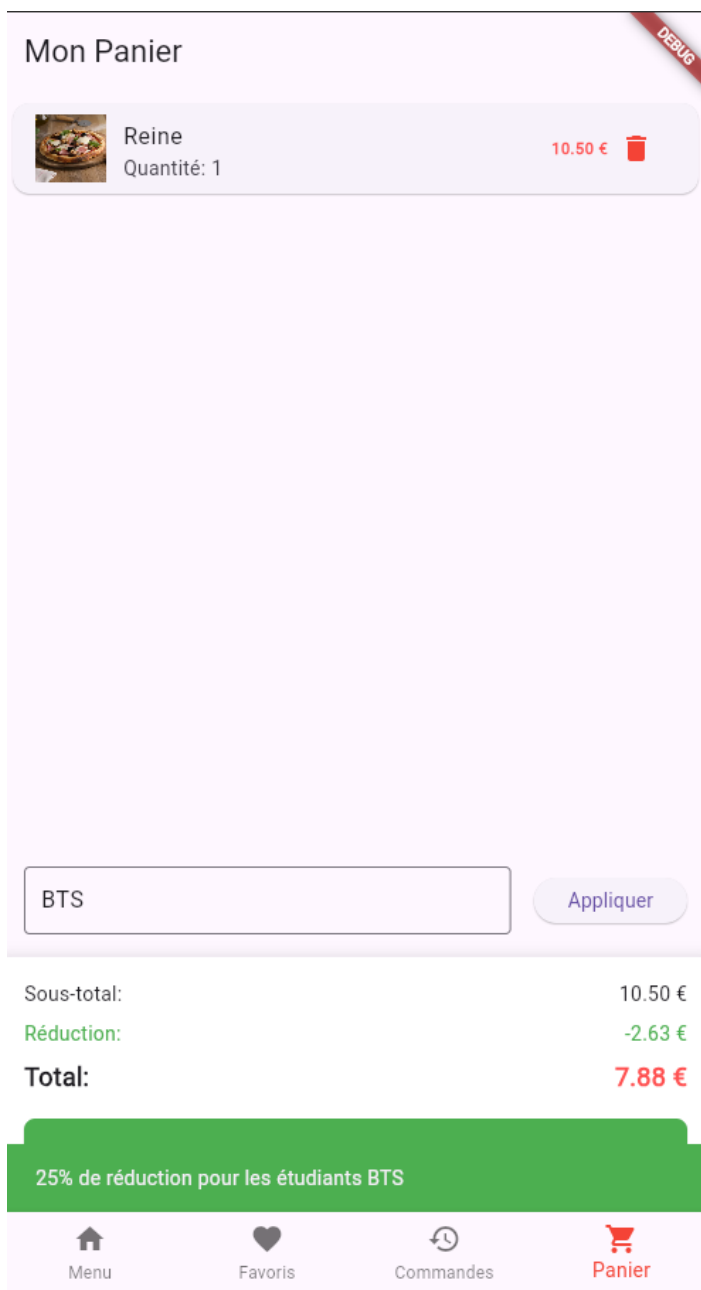 Mon Panier
DEBUG
Reine
Quantité: 1
10.50 €
BTS
Appliquer
Sous-total:
10.50 €
Réduction:
-2.63 €
Total:
7.88 €
25% de réduction pour les étudiants BTS
Menu
Favoris
Commandes
Panier